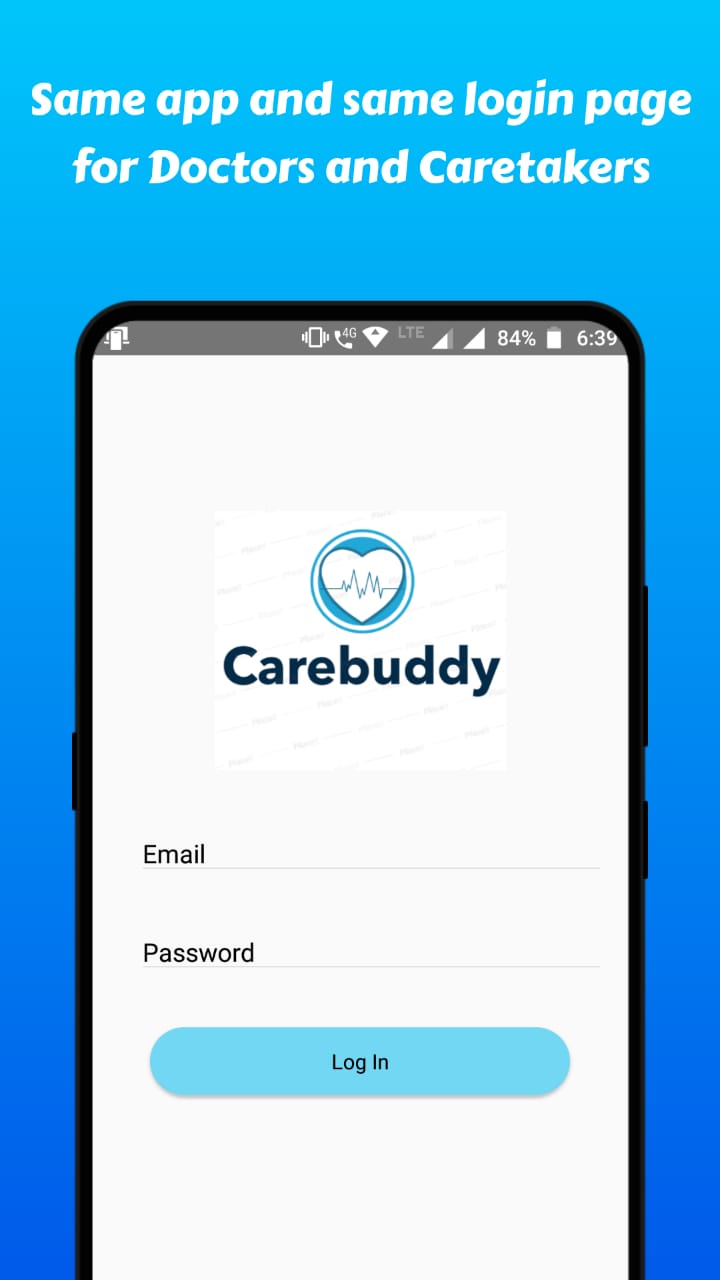 Same app and same login page
for Doctors and Caretakers
4G LTE 84% 6:39
Carebuddy
Email
Password
Log In